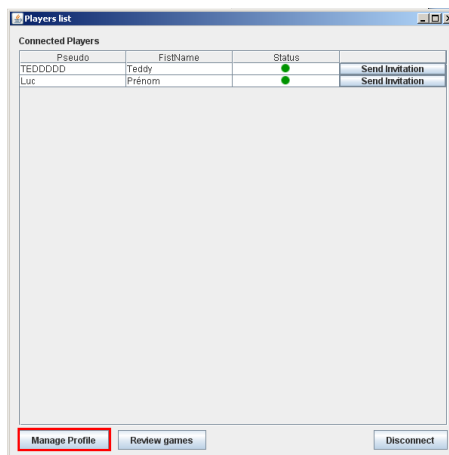 Players list
Connected Players
Pseudo FistName Status
TEDDDDD Teddy Send Invitation
Luc Prénom Send Invitation
Manage Profile Review games Disconnect